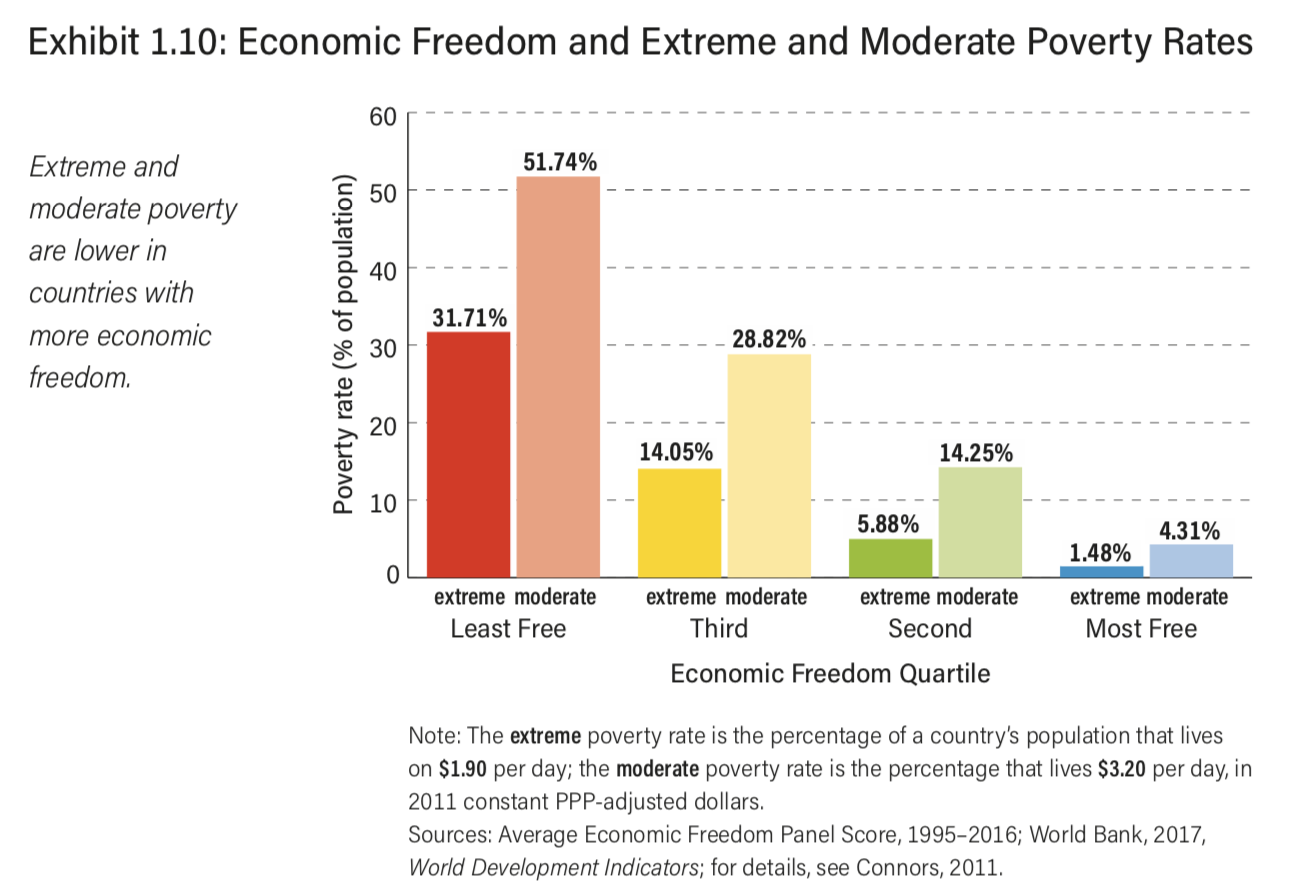 Exhibit 1.10: Economic Freedom and Extreme and Moderate Poverty Rates
Extreme and
moderate poverty
are lower in
countries with
more economic
freedom.
Poverty rate (% of population)
60
50
40
30
20
10
0
31.71%
51.74%
14.05%
28.82%
5.88%
14.25%
1.48%
4.31%
extreme moderate
extreme moderate
extreme moderate
extreme moderate
Least Free
Third
Second
Most Free
Economic Freedom Quartile
Note: The extreme poverty rate is the percentage of a country's population that lives
on $1.90 per day; the moderate poverty rate is the percentage that lives $3.20 per day, in
2011 constant PPP-adjusted dollars.
Sources: Average Economic Freedom Panel Score, 1995–2016; World Bank, 2017,
World Development Indicators; for details, see Connors, 2011.